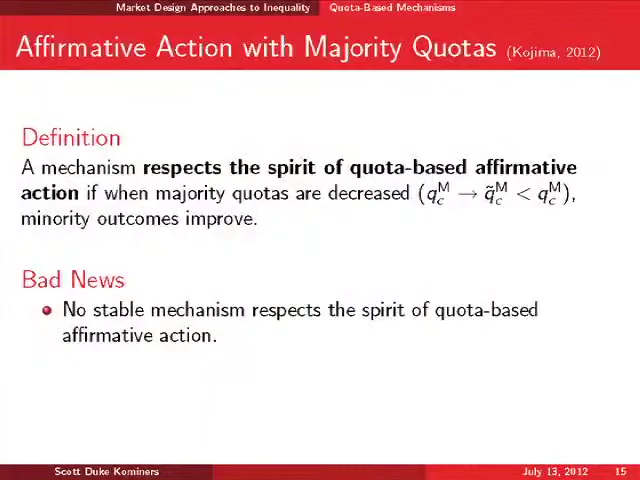 Market Design Approaches to Inequality Quota-Based Mechanisms
Affirmative Action with Majority Quotas (Kojima, 2012)
Definition
A mechanism respects the spirit of quota-based affirmative
action if when majority quotas are decreased (q_c^M → q̃_c^M < q_c^M),
minority outcomes improve.
Bad News
No stable mechanism respects the spirit of quota-based
affirmative action.
Scott Duke Kominers July 13, 2012 15